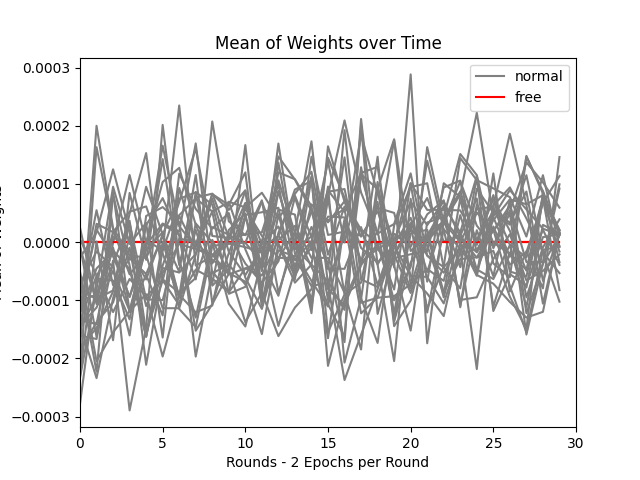 Mean of Weights over Time
normal
free
0.0003
0.0002
0.0001
0.0000
−0.0001
−0.0002
−0.0003
0 5 10 15 20 25 30
Rounds - 2 Epochs per Round